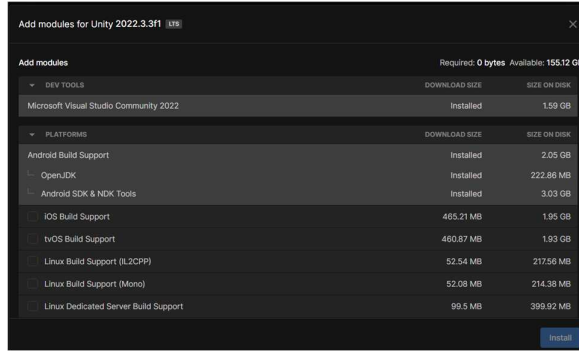 Add modules for Unity 2022.3.3f1 LTS
Add modules Required: 0 bytes Available: 155.12 G
DEV TOOLS DOWNLOAD SIZE SIZE ON DISK
Microsoft Visual Studio Community 2022 Installed 1.59 GB
PLATFORMS DOWNLOAD SIZE SIZE ON DISK
Android Build Support Installed 2.05 GB
OpenJDK Installed 222.86 MB
Android SDK & NDK Tools Installed 3.03 GB
iOS Build Support 465.21 MB 1.95 GB
tvOS Build Support 460.87 MB 1.93 GB
Linux Build Support (IL2CPP) 52.54 MB 217.56 MB
Linux Build Support (Mono) 52.08 MB 214.38 MB
Linux Dedicated Server Build Support 99.5 MB 399.92 MB
Install